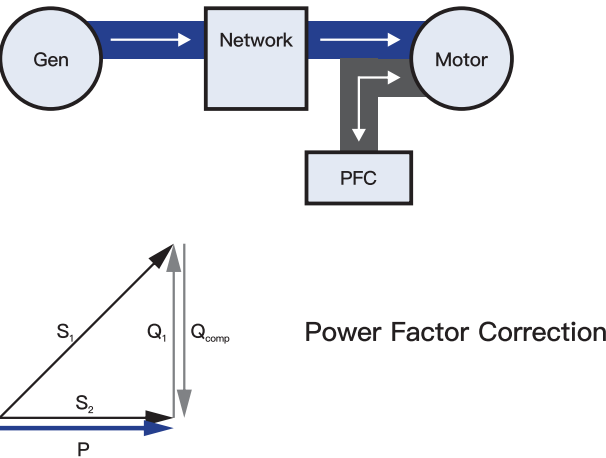 Gen
Network
Motor
PFC
S₁
Q₁
Qcomp
Power Factor Correction
S₂
P